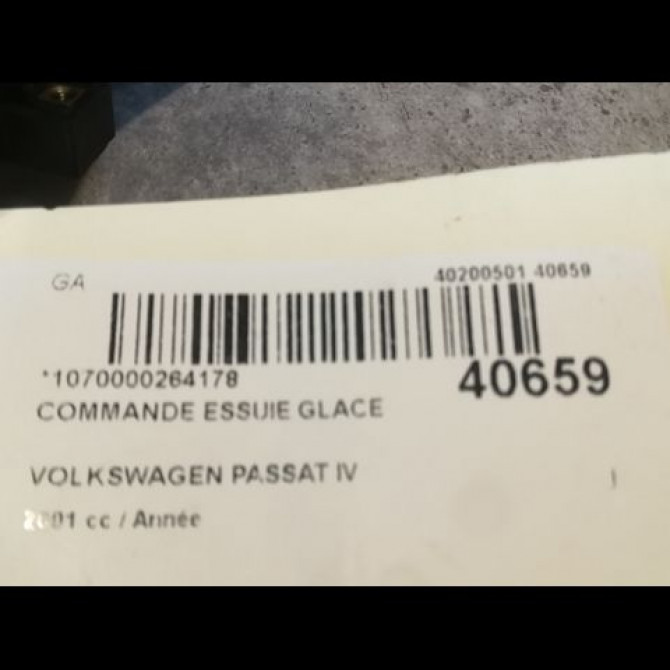 GA
40200501 40659
*1070000264178
40659
COMMANDE ESSUIE GLACE
VOLKSWAGEN PASSAT IV
cc / Année